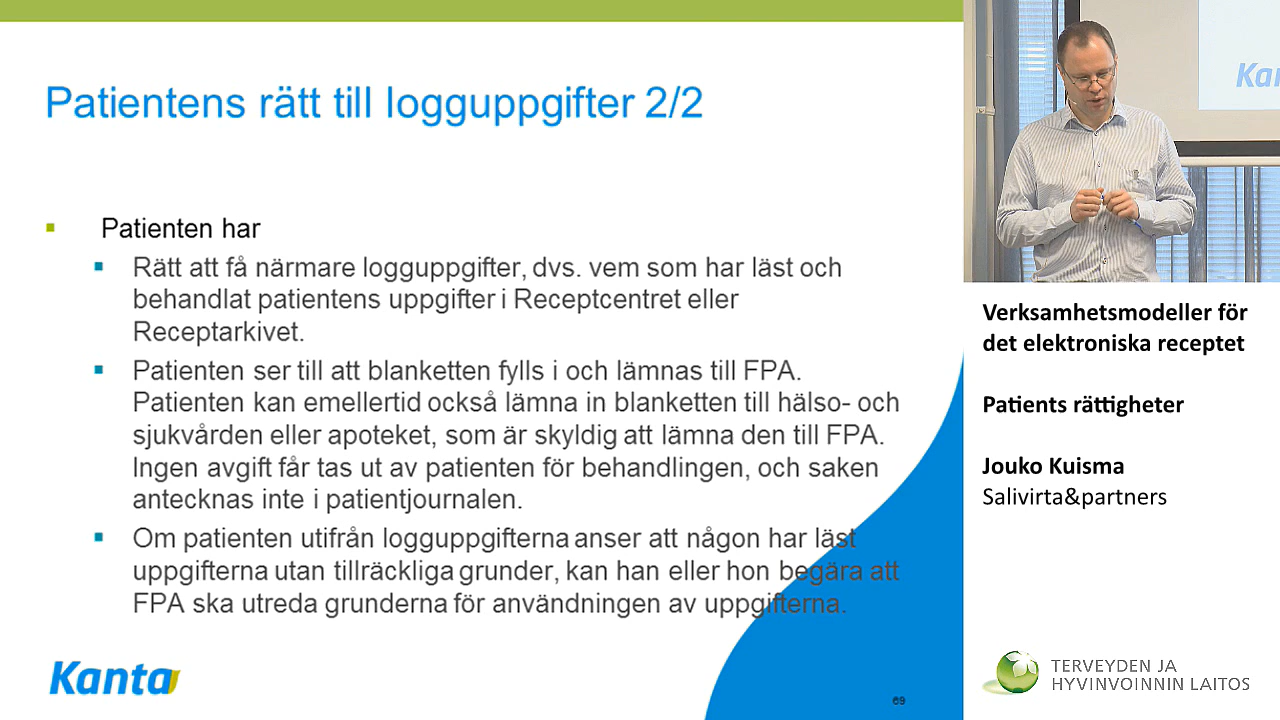 Patientens rätt till logguppgifter 2/2
Patienten har
Rätt att få närmare logguppgifter, dvs. vem som har läst och
behandlat patientens uppgifter i Receptcentret eller
Receptarkivet.
Patienten ser till att blanketten fylls i och lämnas till FPA.
Patienten kan emellertid också lämna in blanketten till hälso- och
sjukvården eller apoteket, som är skyldig att lämna den till FPA.
Ingen avgift får tas ut av patienten för behandlingen, och saken
antecknas inte i patientjournalen.
Om patienten utifrån logguppgifterna anser att någon har läst
uppgifterna utan tillräckliga grunder, kan han eller hon begära att
FPA ska utreda grunderna för användningen av uppgifterna.
Kanta
69
Kan
Verksamhetsmodeller för
det elektroniska receptet
Patients rättigheter
Jouko Kuisma
Salivirta&partners
TERVEYDEN JA
HYVINVOINNIN LAITOS